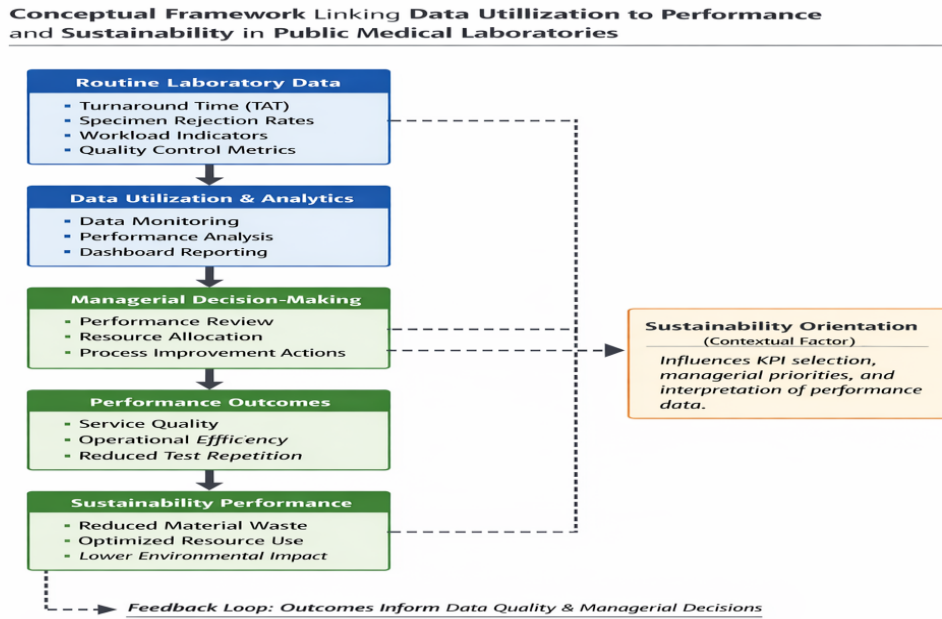 Conceptual Framework Linking Data Utillization to Performance
and Sustainability in Public Medical Laboratories
Routine Laboratory Data
- Turnaround Time (TAT)
- Specimen Rejection Rates
- Workload Indicators
- Quality Control Metrics
Data Utilization & Analytics
- Data Monitoring
- Performance Analysis
- Dashboard Reporting
Managerial Decision-Making
- Performance Review
- Resource Allocation
- Process Improvement Actions
Performance Outcomes
- Service Quality
- Operational Effficiency
- Reduced Test Repetition
Sustainability Performance
- Reduced Material Waste
- Optimized Resource Use
- Lower Environmental Impact
Sustainability Orientation
(Contextual Factor)
Influences KPI selection,
managerial priorities, and
interpretation of performance
data.
Feedback Loop: Outcomes Inform Data Quality & Managerial Decisions